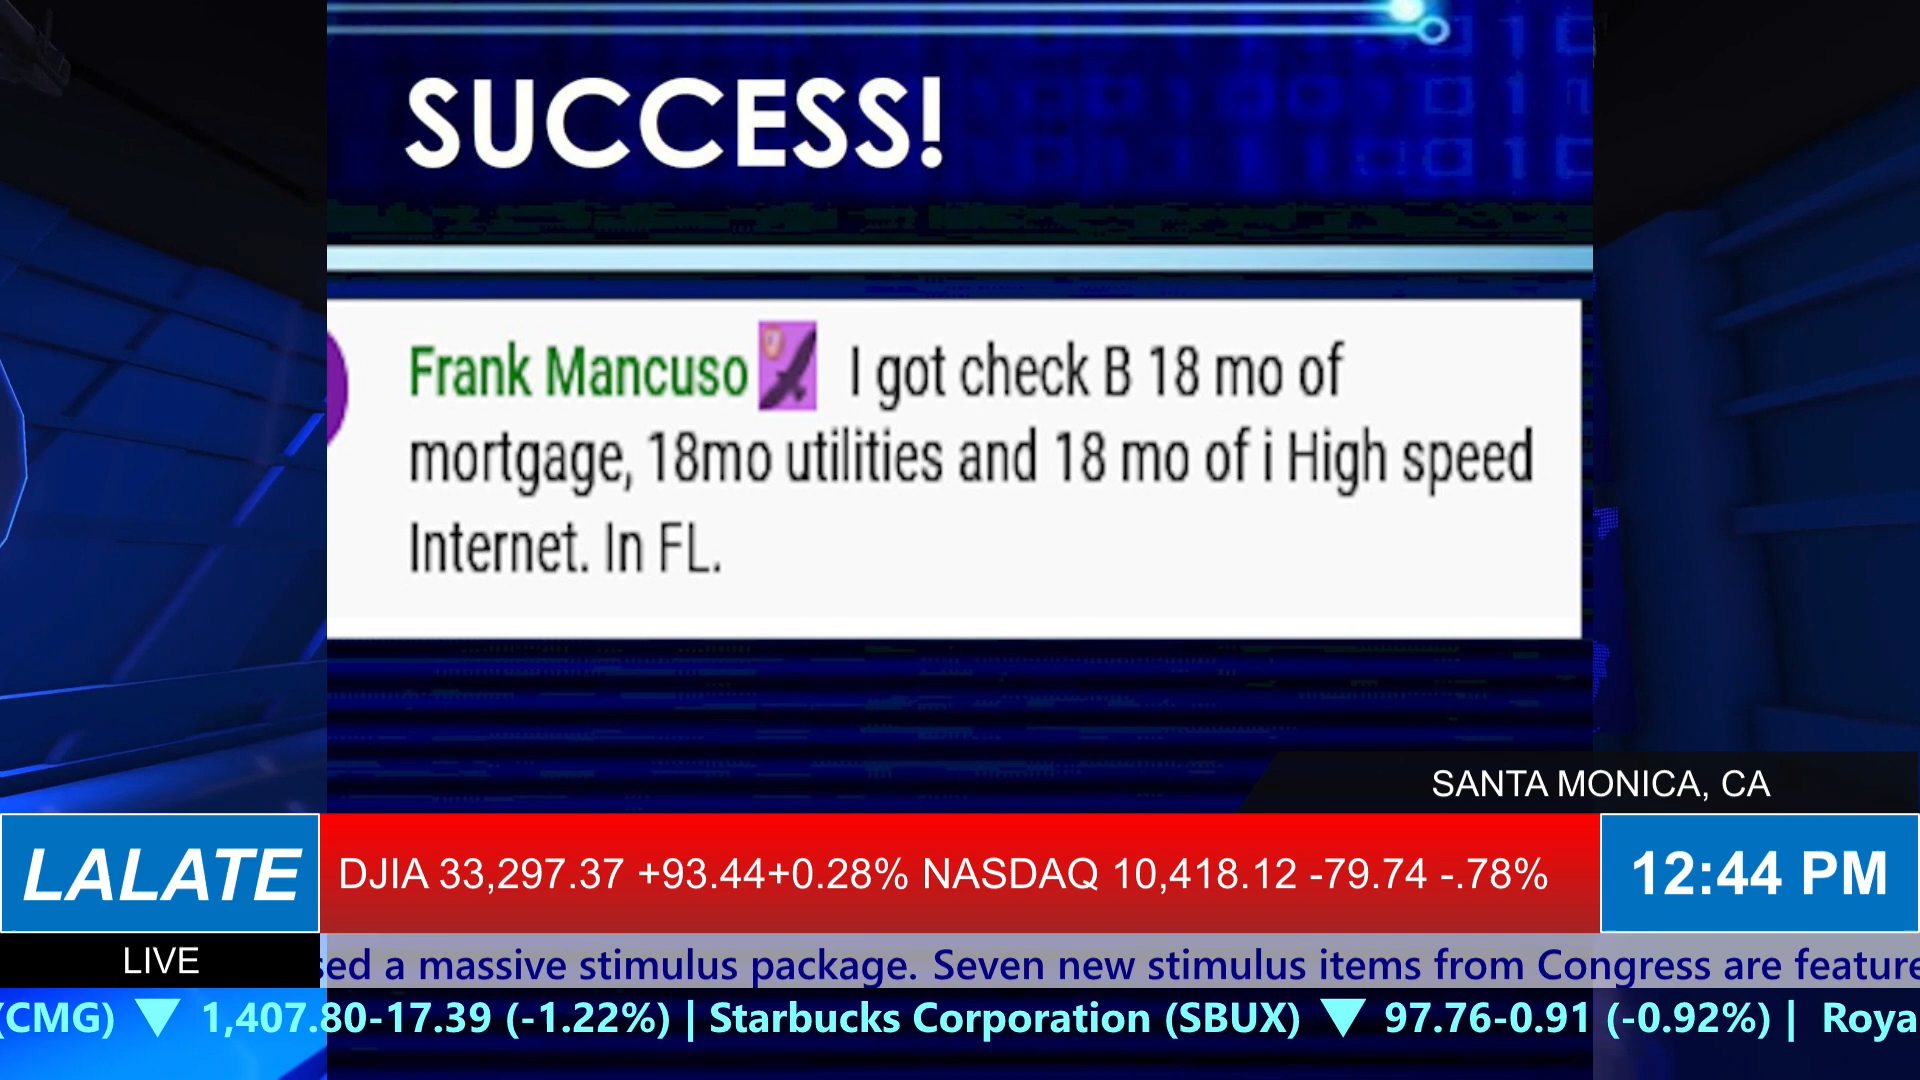 SUCCESS!
Frank Mancuso I got check B 18 mo of
mortgage, 18mo utilities and 18 mo of i High speed
Internet. In FL.
SANTA MONICA, CA
LALATE
DJIA 33,297.37 +93.44+0.28% NASDAQ 10,418.12 -79.74 -.78%
12:44 PM
LIVE
sed a massive stimulus package. Seven new stimulus items from Congress are feature
(CMG) ▼ 1,407.80-17.39 (-1.22%) | Starbucks Corporation (SBUX) ▼ 97.76-0.91 (-0.92%) | Roya